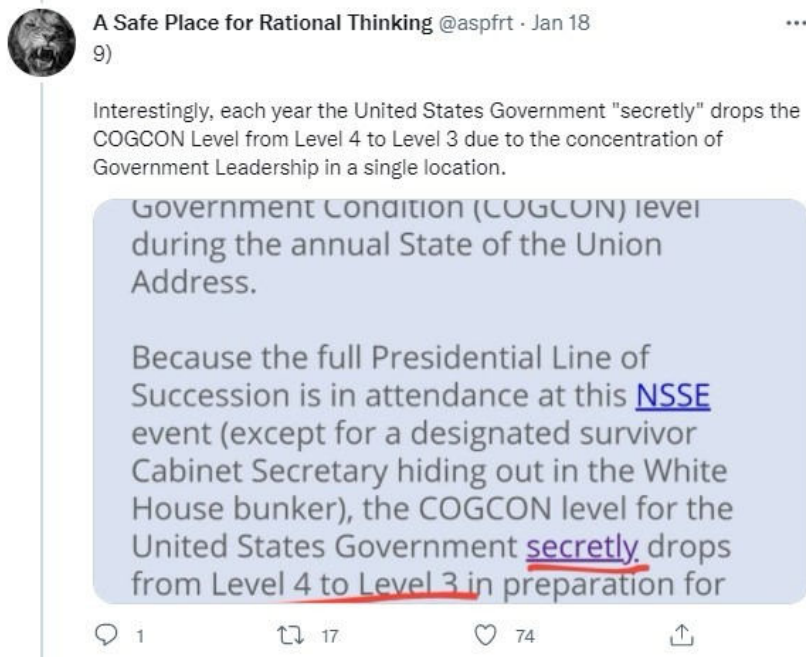 A Safe Place for Rational Thinking @aspfrt · Jan 18
9)
Interestingly, each year the United States Government "secretly" drops the
COGCON Level from Level 4 to Level 3 due to the concentration of
Government Leadership in a single location.
Government Condition (COGCON) level
during the annual State of the Union
Address.
Because the full Presidential Line of
Succession is in attendance at this NSSE
event (except for a designated survivor
Cabinet Secretary hiding out in the White
House bunker), the COGCON level for the
United States Government secretly drops
from Level 4 to Level 3 in preparation for
1 17 74